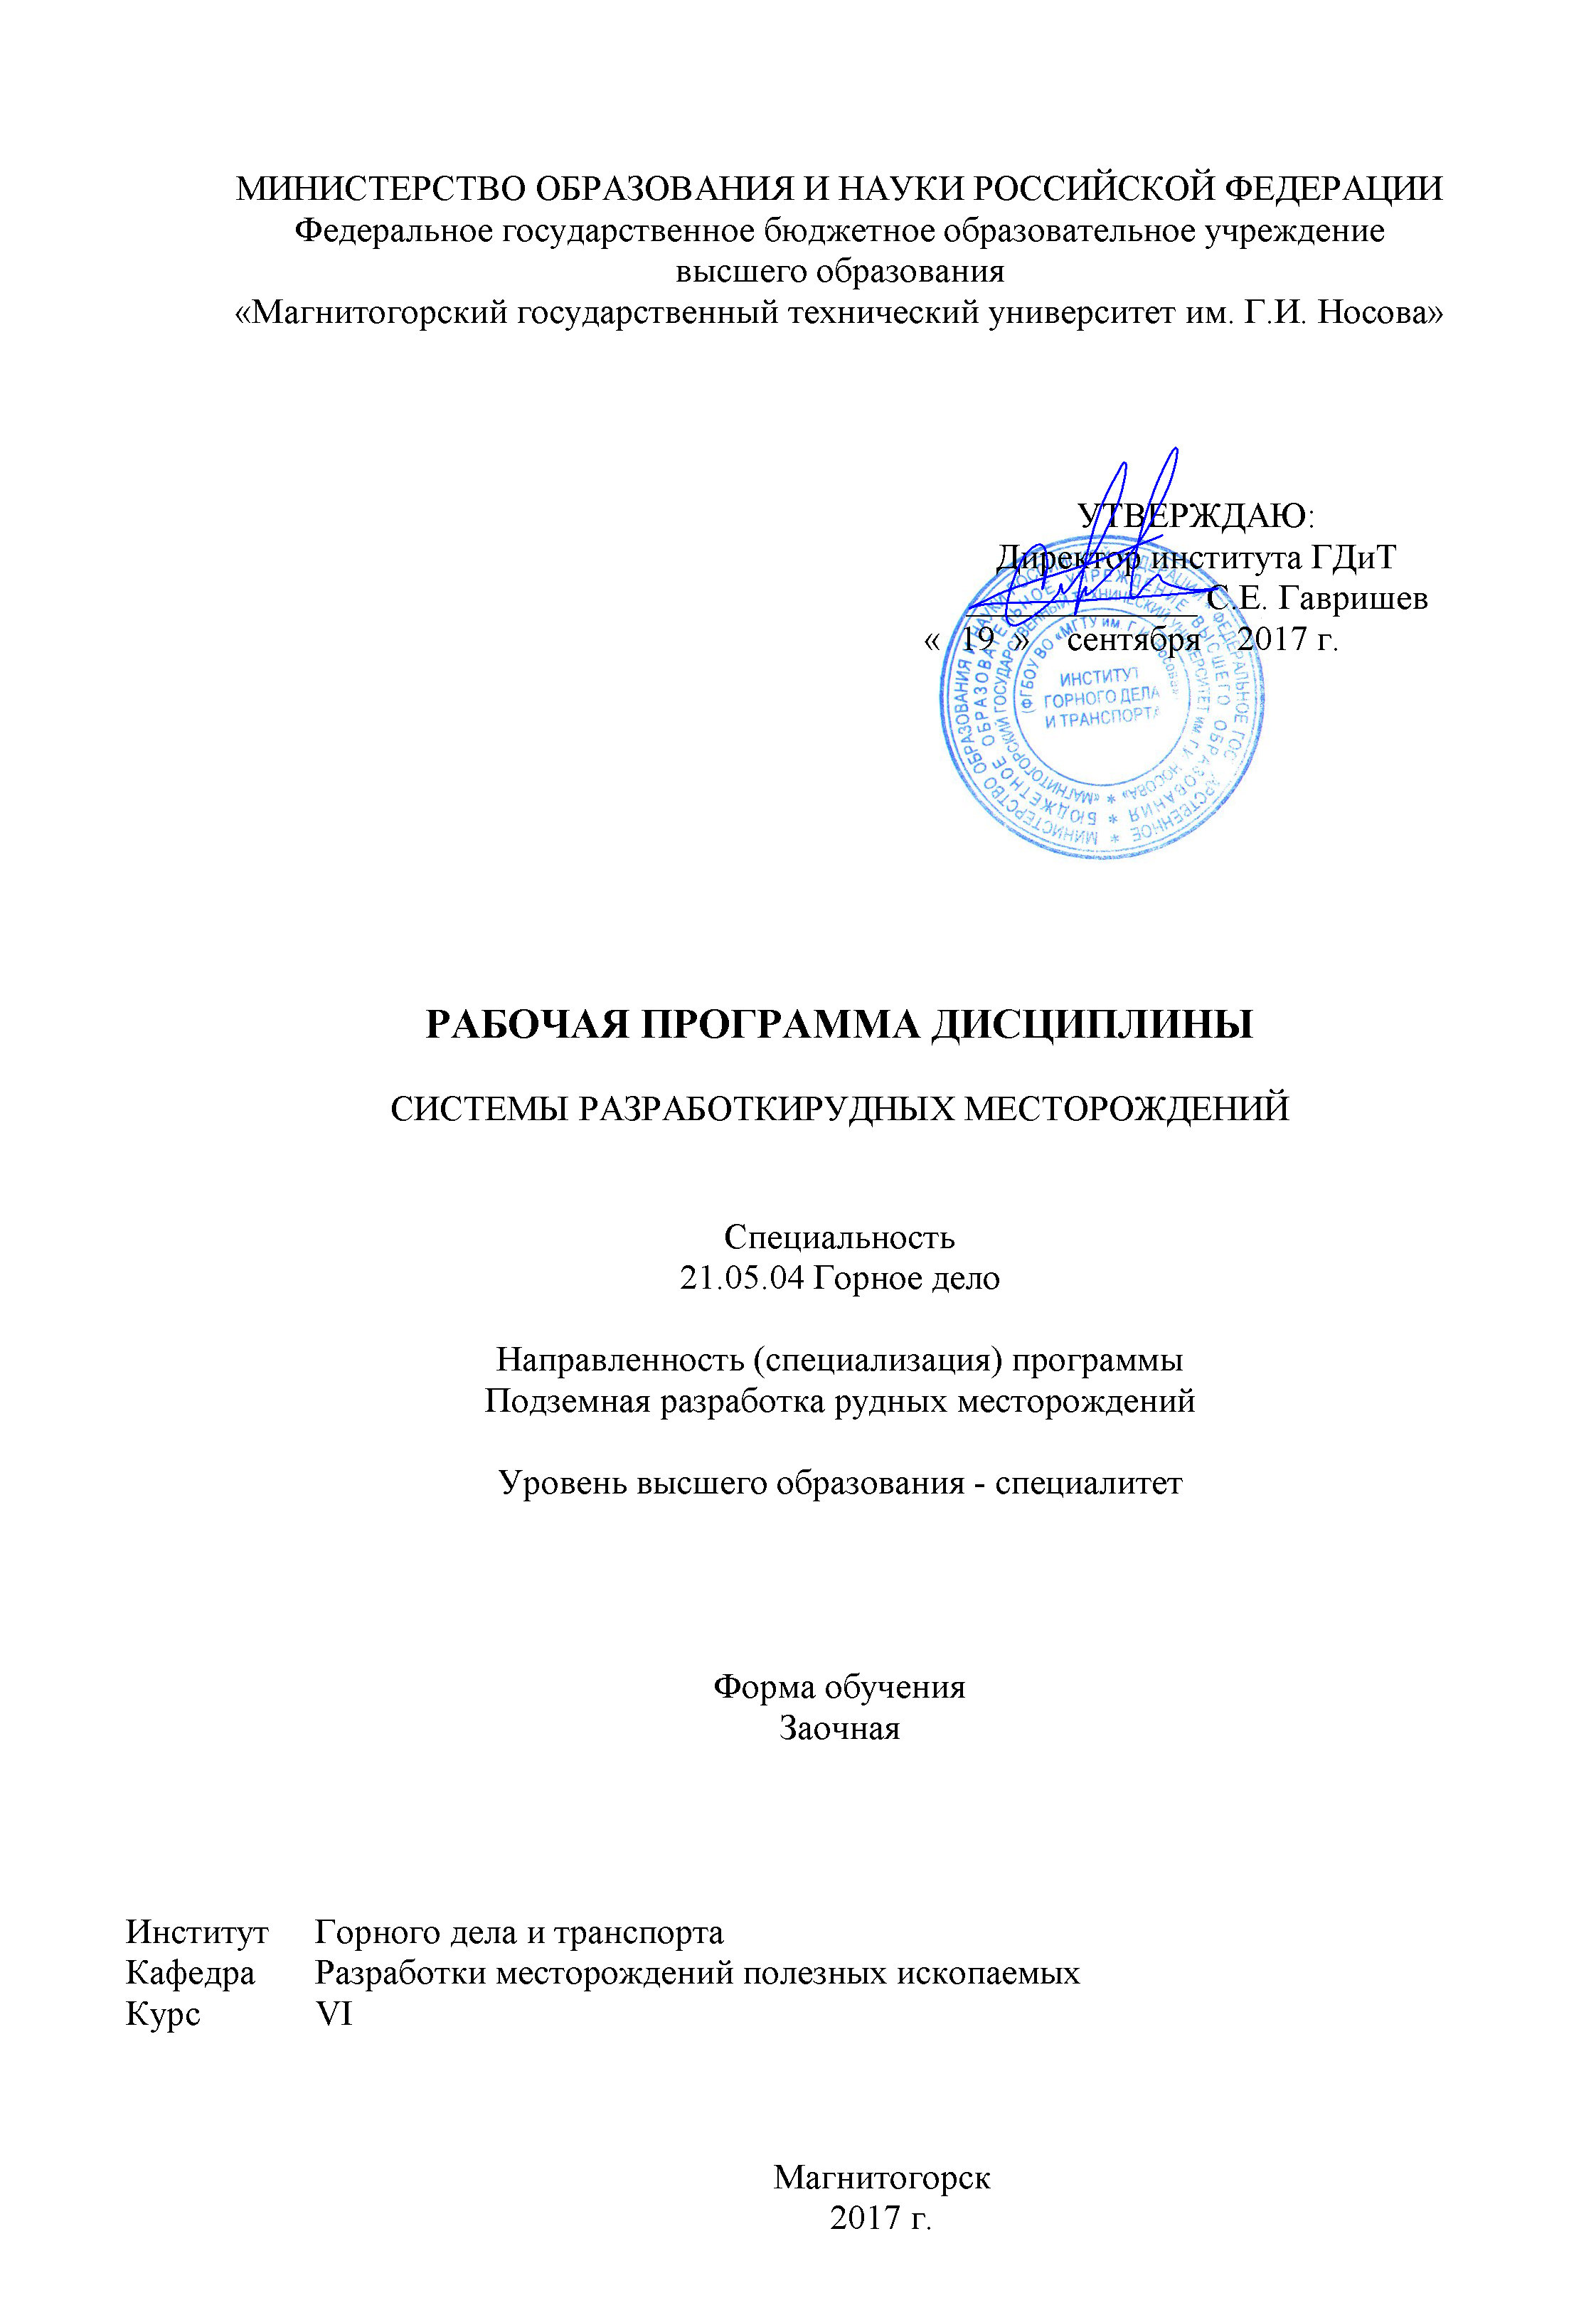 МИНИСТЕРСТВО ОБРАЗОВАНИЯ И НАУКИ РОССИЙСКОЙ ФЕДЕРАЦИИ
Федеральное государственное бюджетное образовательное учреждение
высшего образования
«Магнитогорский государственный технический университет им. Г.И. Носова»
УТВЕРЖДАЮ:
Директор института ГДиТ
С.Е. Гавришев
« 19 » сентября 2017 г.
ИНСТИТУТ
ГОРНОГО ДЕЛА
И ТРАНСПОРТА
РАБОЧАЯ ПРОГРАММА ДИСЦИПЛИНЫ
СИСТЕМЫ РАЗРАБОТКИРУДНЫХ МЕСТОРОЖДЕНИЙ
Специальность
21.05.04 Горное дело
Направленность (специализация) программы
Подземная разработка рудных месторождений
Уровень высшего образования - специалитет
Форма обучения
Заочная
Институт Горного дела и транспорта
Кафедра Разработки месторождений полезных ископаемых
Курс VI
Магнитогорск
2017 г.